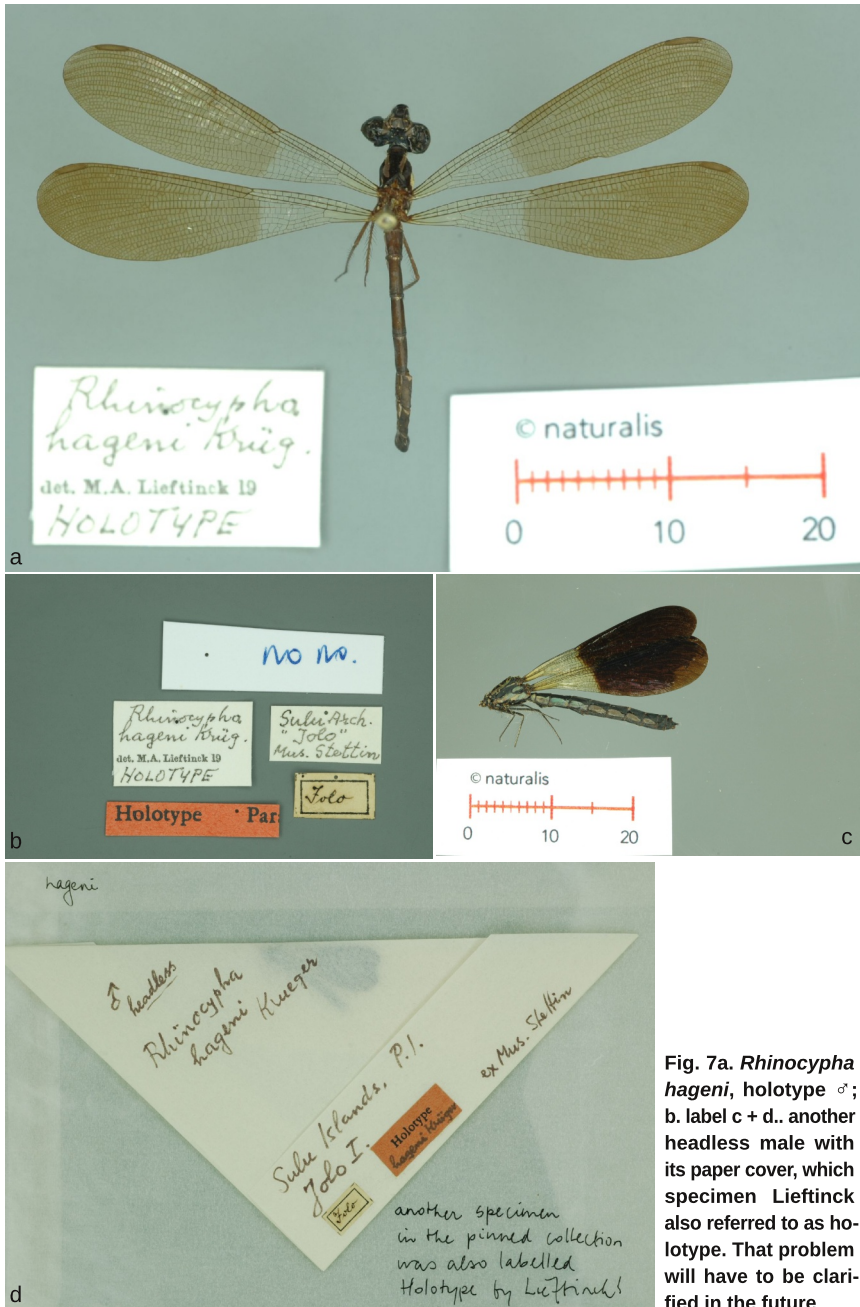 Rhinocypha
hageni Krüg.
det. M.A. Lieftinck 19
HOLOTYPE
© naturalis
0 10 20
a
no no.
Rhinocypha
hageni Krüg.
det. M.A. Lieftinck 19
HOLOTYPE
Sulu Arch.
"Jolo"
Mus. Stettin
Jolo
Holotype Par
b
© naturalis
0 10 20
c
hageni
♂ headless
Rhinocypha
hageni Krueger
Sulu Islands, P.I.
Jolo I.
ex Mus. Stettin
Holotype
hageni Krüger
Jolo
another specimen
in the pinned collection
was also labelled
Holotype by Lieftinck!
d
Fig. 7a. Rhinocypha
hageni, holotype ♂;
b. label c + d.. another
headless male with
its paper cover, which
specimen Lieftinck
also referred to as ho-
lotype. That problem
will have to be clari-
fied in the future